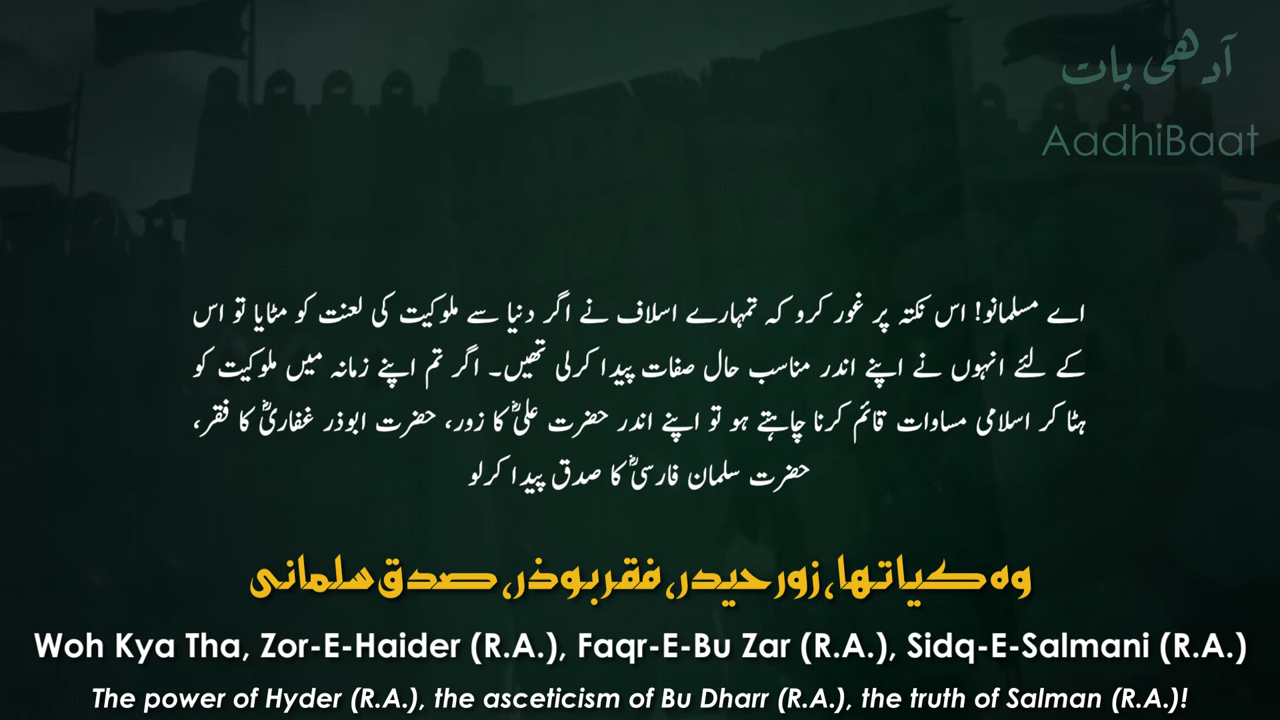 آدھی بات
AadhiBaat
اے مسلمانو! اس نکتہ پر غور کرو کہ تمہارے اسلاف نے اگر دنیا سے ملوکیت کی لعنت کو مٹایا تو اس
کے لئے انہوں نے اپنے اندر مناسب حال صفات پیدا کرلی تھیں۔ اگر تم اپنے زمانہ میں ملوکیت کو
ہٹا کر اسلامی مساوات قائم کرنا چاہتے ہو تو اپنے اندر حضرت علیؓ کا زور، حضرت ابوذر غفاریؓ کا فقر،
حضرت سلمان فارسیؓ کا صدق پیدا کرلو
وہ کیا تھا، زور حیدر، فقر بوذر، صدق سلمانی
Woh Kya Tha, Zor-E-Haider (R.A.), Faqr-E-Bu Zar (R.A.), Sidq-E-Salmani (R.A.)
The power of Hyder (R.A.), the asceticism of Bu Dharr (R.A.), the truth of Salman (R.A.)!